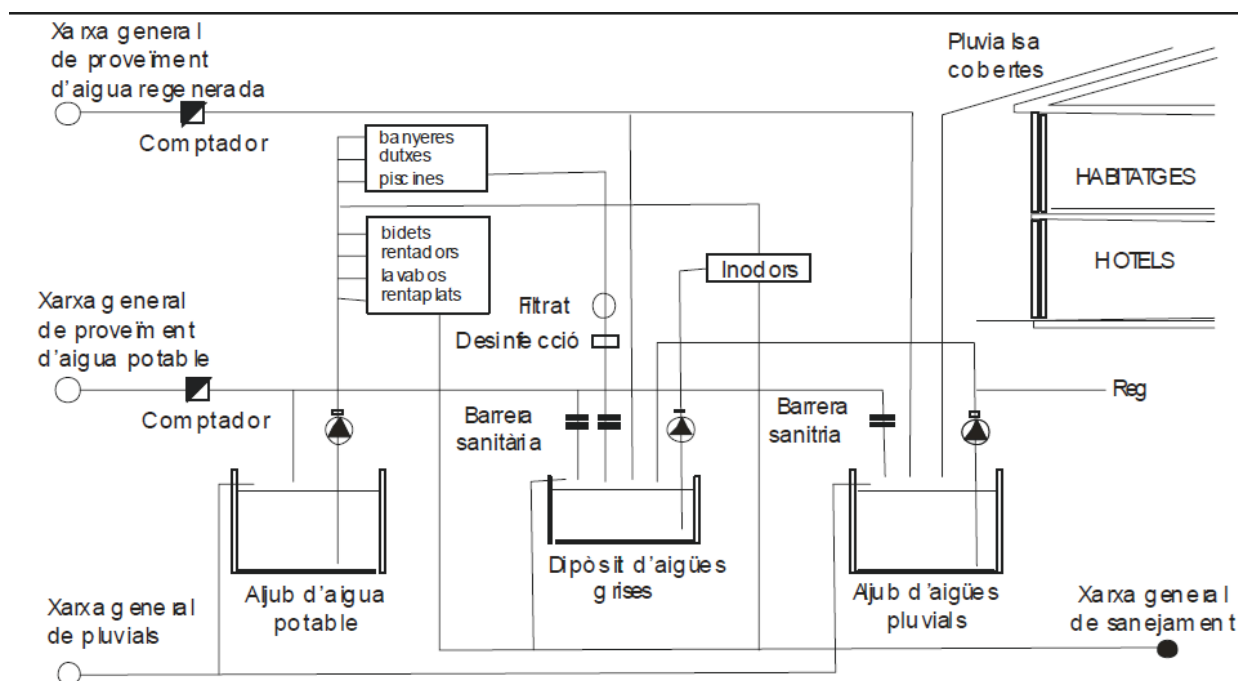 Xarxa general
de proveïment
d'aigua regenerada
Comptador
Pluvialsa
cobertes
banyeres
dutxes
piscines
HABITATGES
bidets
rentadors
lavabos
rentaplats
Inodors
HOTELS
Xarxa general
de proveïment
d'aigua potable
Filtrat
Desinfecció
Comptador
Barrera
sanitària
Barrera
sanitria
Reg
Aljub d'aigua
potable
Dipòsit d'aigües
grises
Aljub d'aigües
pluvials
Xarxa general
de pluvials
Xarxa general
de sanejament